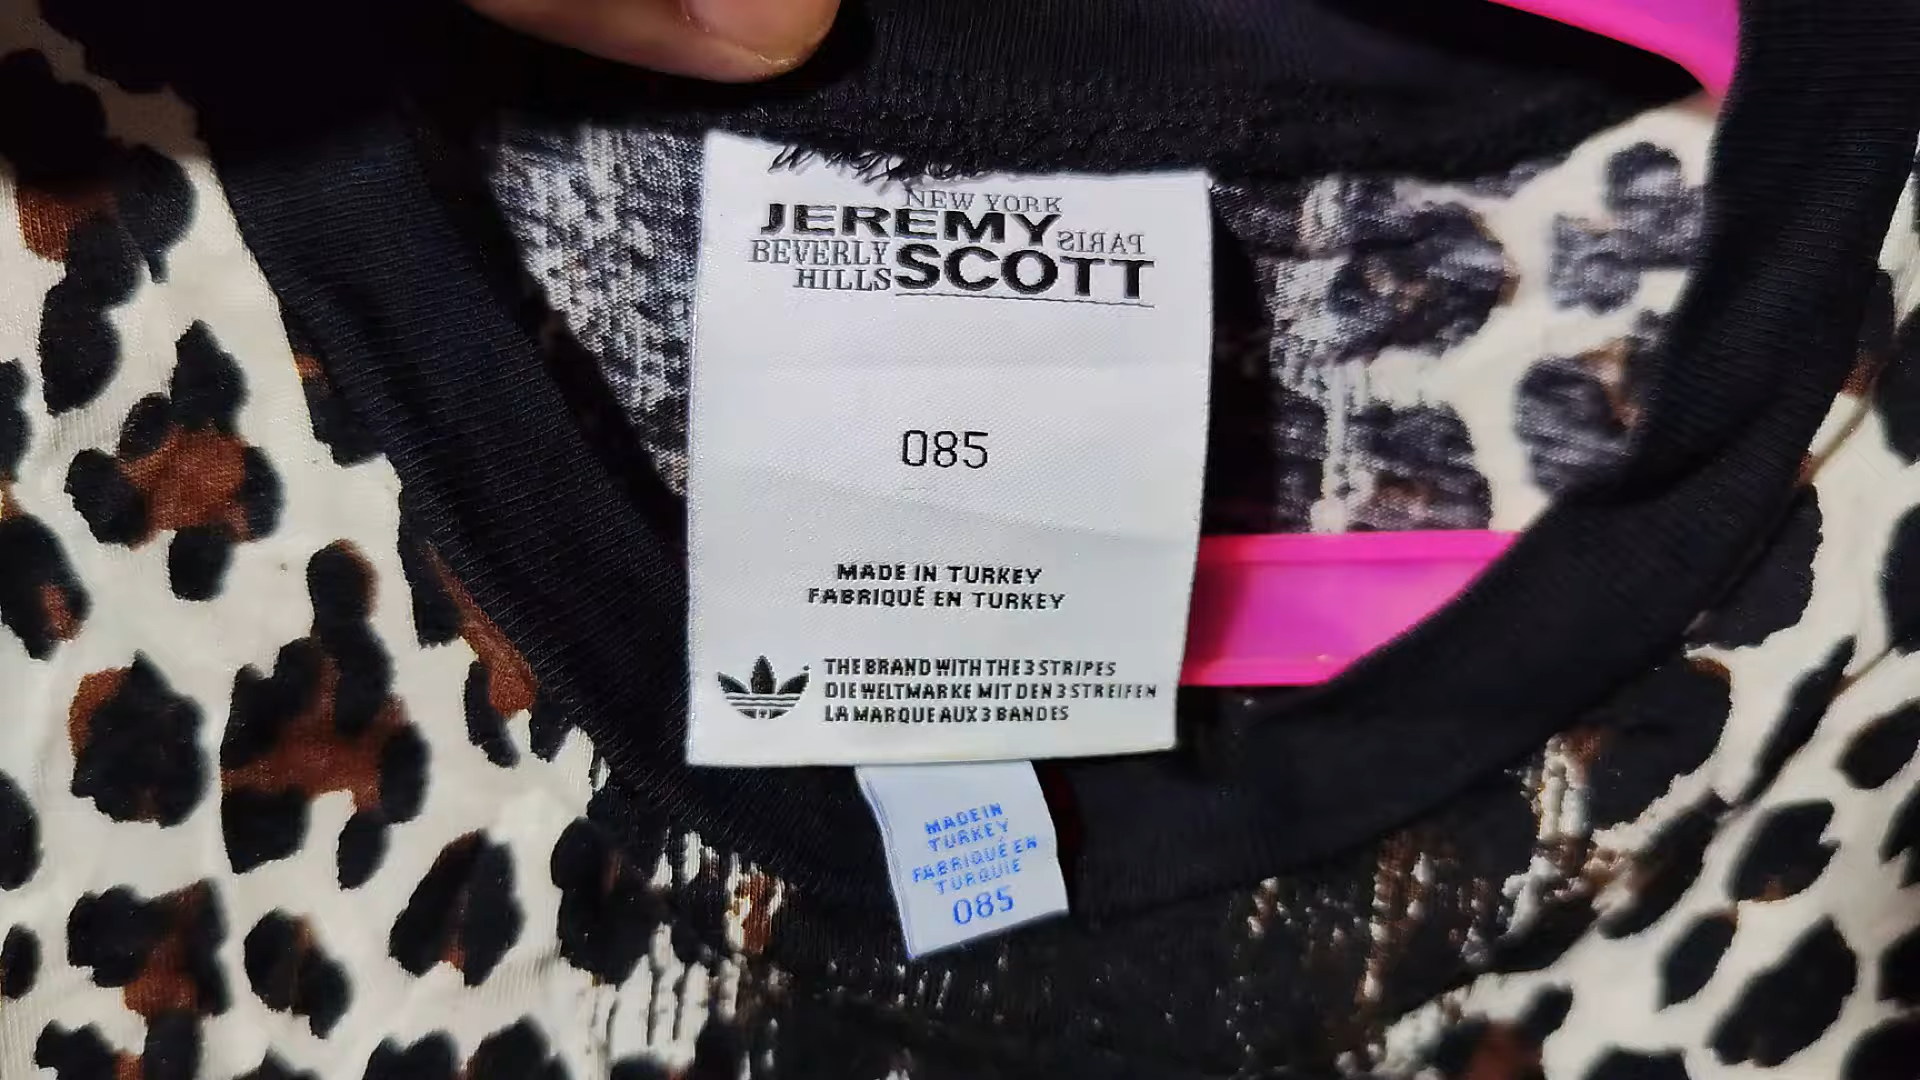 NEW YORK
JEREMY PARIS
BEVERLY SCOTT
HILLS
085
MADE IN TURKEY
FABRIQUÉ EN TURKEY
THE BRAND WITH THE 3 STRIPES
DIE WELTMARKE MIT DEN 3 STREIFEN
LA MARQUE AUX 3 BANDES
MADE IN
TURKEY
FABRIQUÉ EN
TURQUIE
085